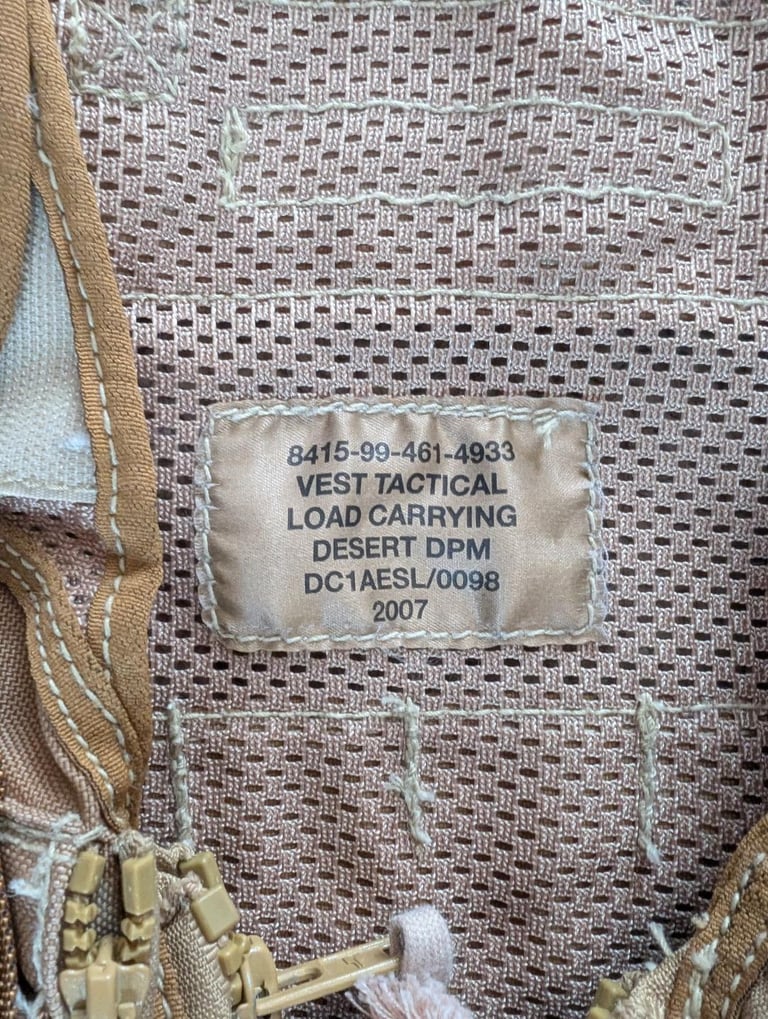 8415-99-461-4933
VEST TACTICAL
LOAD CARRYING
DESERT DPM
DC1AESL/0098
2007